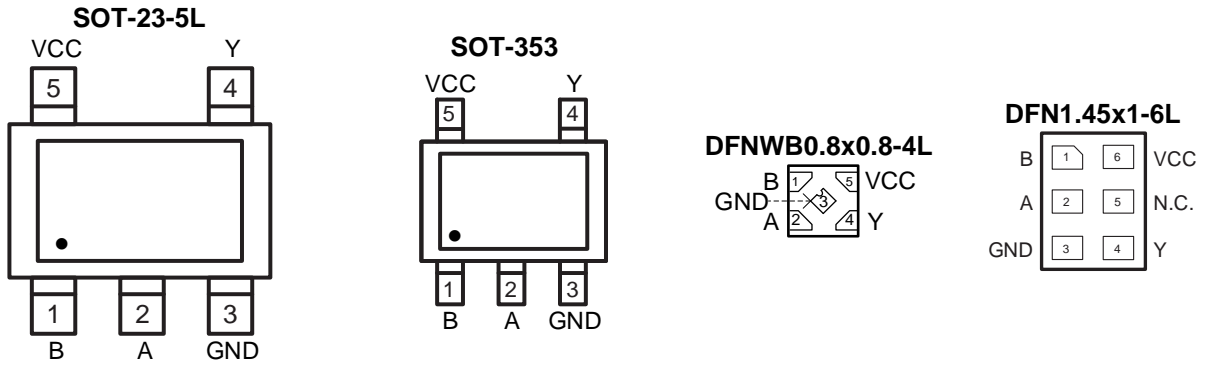 SOT-23-5L
VCC Y
5 4
1 2 3
B A GND
SOT-353
VCC Y
5 4
1 2 3
B A GND
DFNWB0.8x0.8-4L
B 1 5 VCC
GND 3
A 2 4 Y
DFN1.45x1-6L
B 1 6 VCC
A 2 5 N.C.
GND 3 4 Y